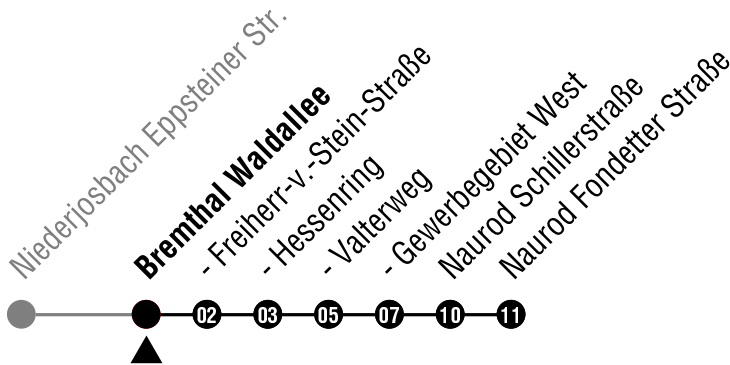 Niederjosbach Eppsteiner Str.
Bremthal Waldallee
- Freiherr-v.-Stein-Straße
- Hessenring
- Valterweg
- Gewerbegebiet West
Naurod Schillerstraße
Naurod Fondetter Straße
02 03 05 07 10 11